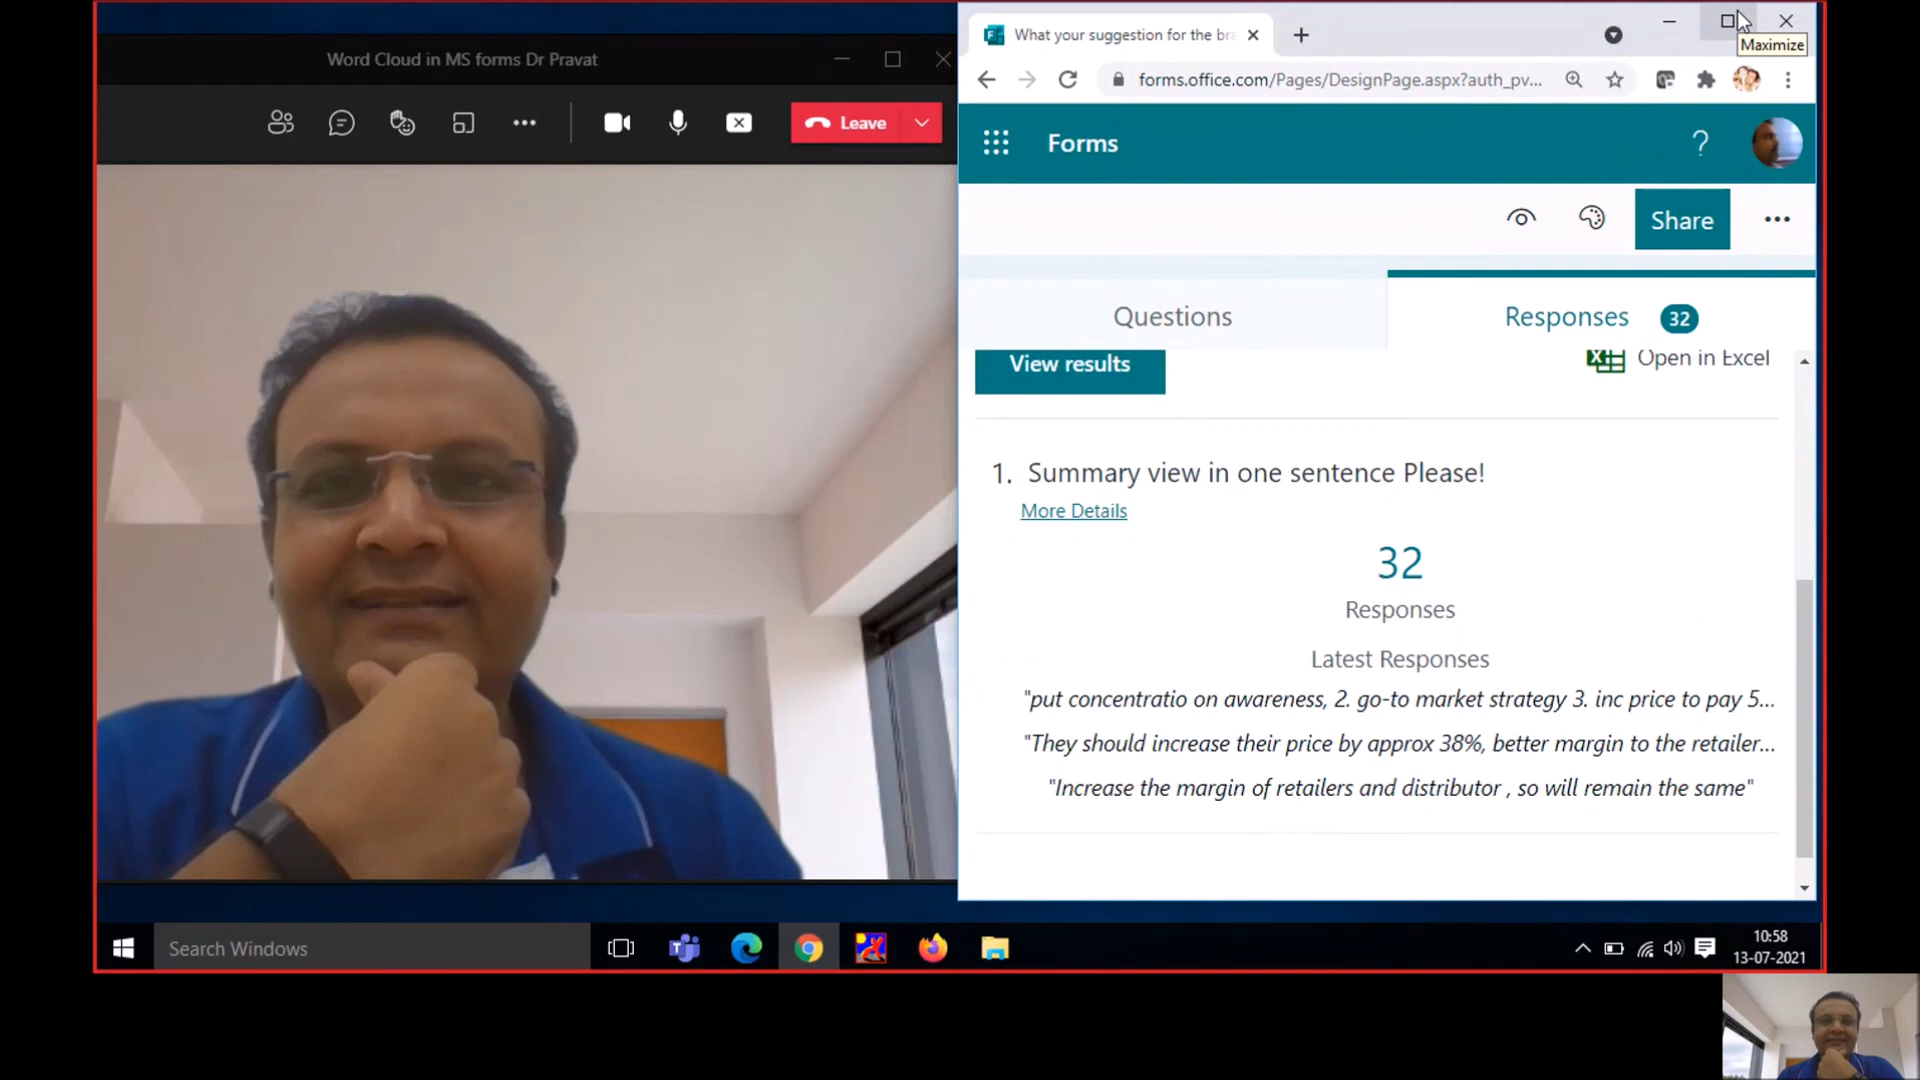 Word Cloud in MS forms Dr Pravat
Leave
What your suggestion for the bra
Maximize
forms.office.com/Pages/DesignPage.aspx?auth_pv...
Forms
?
Share
Questions
Responses 32
View results
Open in Excel
1. Summary view in one sentence Please!
More Details
32
Responses
Latest Responses
"put concentratio on awareness, 2. go-to market strategy 3. inc price to pay 5...
"They should increase their price by approx 38%, better margin to the retailer...
"Increase the margin of retailers and distributor , so will remain the same"
Search Windows
10:58
13-07-2021